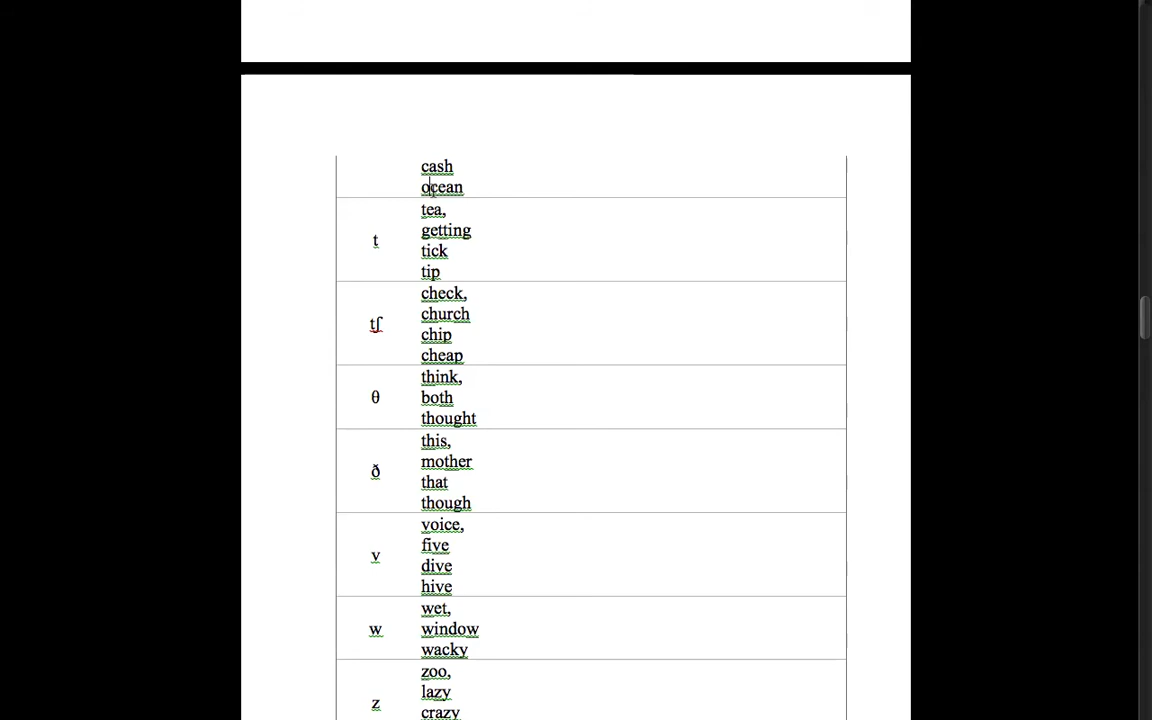 cash
ocean
tea,
getting
t
tick
tip
check,
church
tʃ
chip
cheap
think,
θ both
thought
this,
mother
ð
that
though
voice,
five
v
dive
hive
wet,
w window
wacky
zoo,
lazy
z
crazy